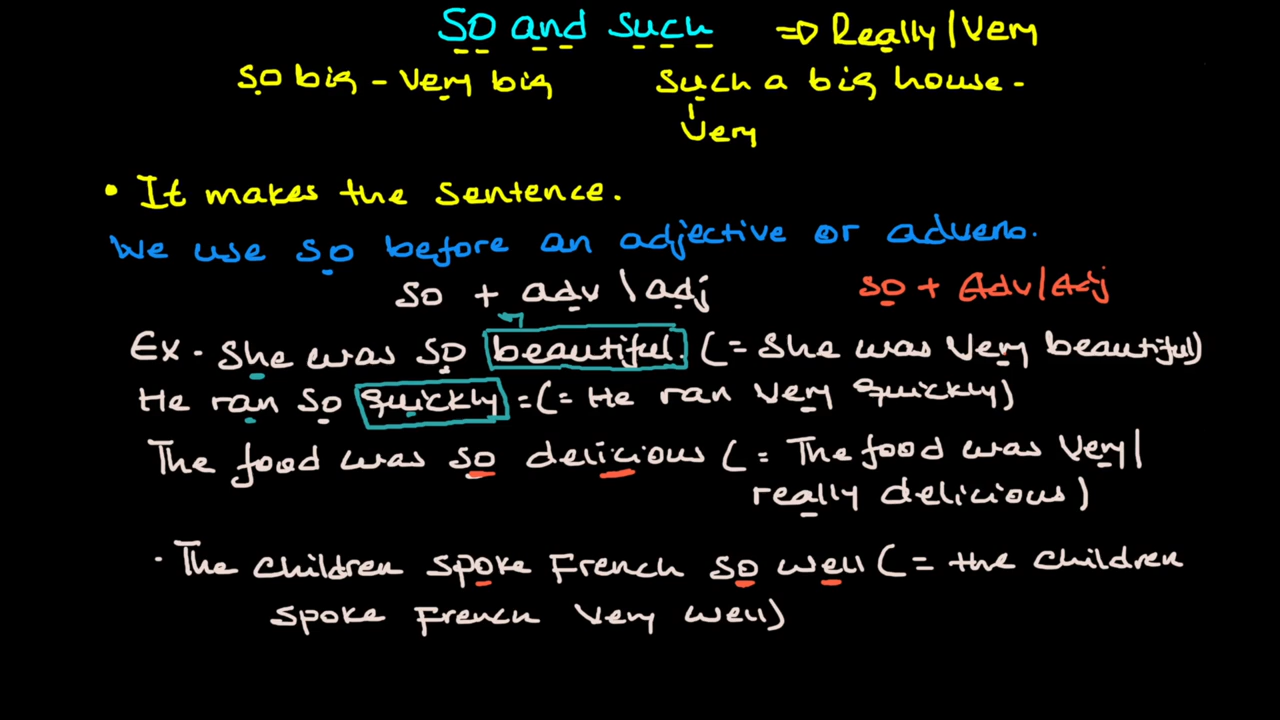 So and such => Really/Very
so big - very big such a big house -
Very
• It makes the sentence.
We use so before an adjective or adverb.
so + adv \ adj so + Adv/Adj
Ex - She was so beautiful. (= She was very beautiful)
He ran so quickly = (= He ran very quickly)
The food was so delicious (= The food was very/
really delicious)
· The children spoke French so well (= the children
spoke French very well)